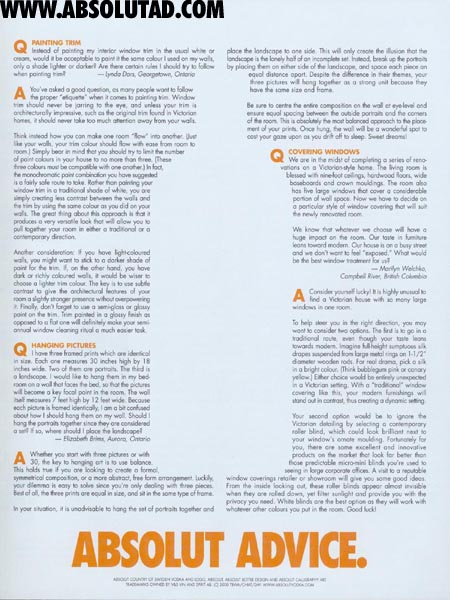 WWW.ABSOLUTAD.COM
Q PAINTING TRIM
Instead of painting my interior window trim in the usual white or
cream, would it be acceptable to paint it the same colour I used on my walls,
only a shade lighter or darker? Are there certain rules I should try to follow
when painting trim? — Lynda Dors, Georgetown, Ontario
A You've asked a good question, as many people want to follow
the proper "etiquette" when it comes to painting trim. Window
trim should never be jarring to the eye, and unless your trim is
architecturally impressive, such as the original trim found in Victorian
homes, it should never take too much attention away from your walls.
Think instead how you can make one room "flow" into another. (Just
like your walls, your trim colour should flow with ease from room to
room.) Simply bear in mind that you should try to limit the number
of paint colours in your house to no more than three. (These
three colours must be compatible with one another.) In fact,
the monochromatic paint combination you have suggested
is a fairly safe route to take. Rather than painting your
window trim in a traditional shade of white, you are
simply creating less contrast between the walls and
the trim by using the same colour as you did on your
walls. The great thing about this approach is that it
produces a very versatile look that will allow you to
pull together your room in either a traditional or a
contemporary direction.
Another consideration: If you have light-coloured
walls, you might want to stick to a darker shade of
paint for the trim. If, on the other hand, you have
dark or richly coloured walls, it would be wiser to
choose a lighter trim colour. The key is to use subtle
contrast to give the architectural features of your
room a slightly stronger presence without overpowering
it. Finally, don't forget to use a semi-gloss or glossy
paint on the trim. Trim painted in a glossy finish as
opposed to a flat one will definitely make your semi-
annual window cleaning ritual a much easier task.
Q HANGING PICTURES
I have three framed prints which are identical
in size. Each one measures 30 inches high by 18
inches wide. Two of them are portraits. The third is
a landscape. I would like to hang them in my bed-
room on a wall that faces the bed, so that the pictures
will become a key focal point in the room. The wall
itself measures 7 feet high by 12 feet wide. Because
each picture is framed identically, I am a bit confused
about how I should hang them on my wall. Should I
hang the portraits together since they are considered
a set? If so, where should I place the landscape?
— Elizabeth Brims, Aurora, Ontario
A Whether you start with three pictures or with
30, the key to hanging art is to use balance.
This holds true if you are looking to create a formal,
symmetrical composition, or a more abstract, free form arrangement. Luckily,
your dilemma is easy to solve since you're only dealing with three pieces.
Best of all, the three prints are equal in size, and sit in the same type of frame.
In your situation, it is unadvisable to hang the set of portraits together and
place the landscape to one side. This will only create the illusion that the
landscape is the lonely half of an incomplete set. Instead, break up the portraits
by placing them on either side of the landscape, and space each piece an
equal distance apart. Despite the difference in their themes, your
three pictures will hang together as a strong unit because they
have the same size and frame.
Be sure to centre the entire composition on the wall at eye-level and
ensure equal spacing between the outside portraits and the corners
of the room. This is absolutely the most balanced approach to the place-
ment of your prints. Once hung, the wall will be a wonderful spot to
cast your gaze upon as you drift off to sleep. Sweet dreams!
Q COVERING WINDOWS
We are in the midst of completing a series of reno-
vations on a Victorian-style home. The living room is
blessed with nine-foot ceilings, hardwood floors, wide
baseboards and crown mouldings. The room also
has five large windows that cover a considerable
portion of wall space. Now we have to decide on
a particular style of window covering that will suit
the newly renovated room.
We know that whatever we choose will have a
huge impact on the room. Our taste in furniture
leans toward modern. Our house is on a busy street
and we don't want to feel "exposed." What would
be the best window treatment for us?
— Marilyn Welchko,
Campbell River, British Columbia
A Consider yourself lucky! It is highly unusual to
find a Victorian house with so many large
windows in one room.
To help steer you in the right direction, you may
want to consider two options. The first is to go in a
traditional route, even though your taste leans
towards modern. Imagine full-height sumptuous silk
drapes suspended from large metal rings on 1-1/2"
diameter wooden rods. For real drama, pick a silk
in a bright colour. (Think bubblegum pink or canary
yellow.) Either choice would be entirely unexpected
in a Victorian setting. With a "traditional" window
covering like this, your modern furnishings will
stand out in contrast, thus creating a dynamic setting.
Your second option would be to ignore the
Victorian detailing by selecting a contemporary
roller blind, which could look brilliant next to
your window's ornate moulding. Fortunately for
you, there are some excellent and innovative
products on the market that look far better than
those predictable micro-mini blinds you're used to
seeing in large corporate offices. A visit to a reputable
window coverings retailer or showroom will give you some good ideas.
From the inside looking out, these roller blinds appear almost invisible
when they are rolled down, yet filter sunlight and provide you with the
privacy you need. White blinds are the best option as they will work with
whatever other colours you put in the room. Good luck!
ABSOLUT ADVICE.
ABSOLUT COUNTRY OF SWEDEN VODKA AND LOGO, ABSOLUT, ABSOLUT BOTTLE DESIGN AND ABSOLUT CALLIGRAPHY ARE
TRADEMARKS OWNED BY V&S VIN AND SPRIT AB. (C) 2000